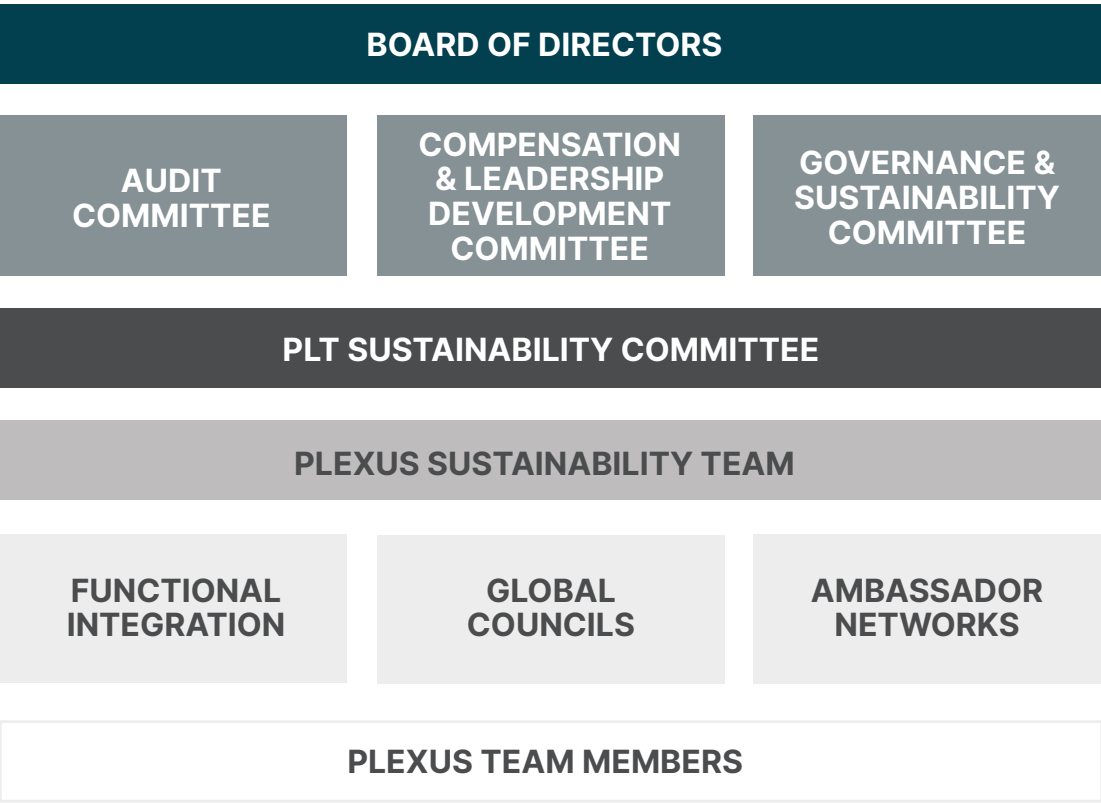 BOARD OF DIRECTORS
AUDIT
COMMITTEE
COMPENSATION
& LEADERSHIP
DEVELOPMENT
COMMITTEE
GOVERNANCE &
SUSTAINABILITY
COMMITTEE
PLT SUSTAINABILITY COMMITTEE
PLEXUS SUSTAINABILITY TEAM
FUNCTIONAL
INTEGRATION
GLOBAL
COUNCILS
AMBASSADOR
NETWORKS
PLEXUS TEAM MEMBERS